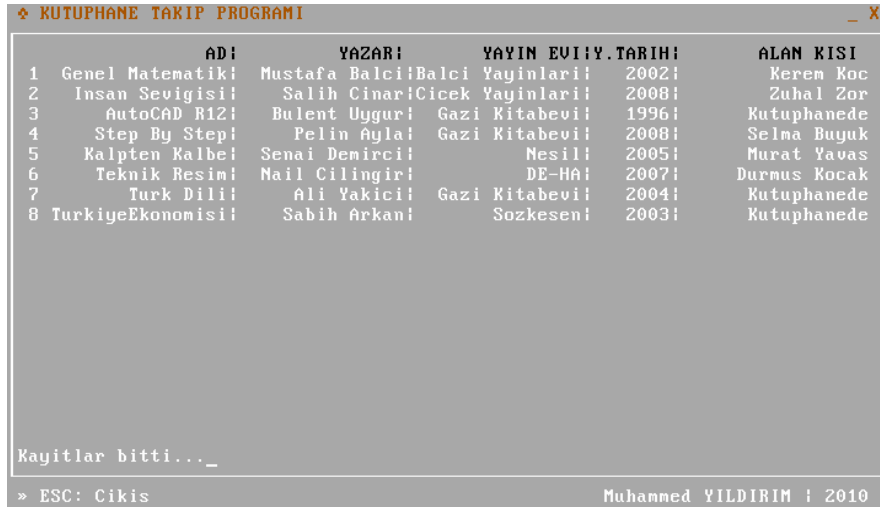 KUTUPHANE TAKIP PROGRAMI _ X
AD¦ YAZAR¦ YAYIN EVI¦Y.TARIH¦ ALAN KISI
1 Genel Matematik¦ Mustafa Balci¦Balci Yayinlari¦ 2002¦ Kerem Koc
2 Insan Sevigisi¦ Salih Cinar¦Cicek Yayinlari¦ 2008¦ Zuhal Zor
3 AutoCAD R12¦ Bulent Uygur¦ Gazi Kitabevi¦ 1996¦ Kutuphanede
4 Step By Step¦ Pelin Ayla¦ Gazi Kitabevi¦ 2008¦ Selma Buyuk
5 Kalpten Kalbe¦ Senai Demirci¦ Nesil¦ 2005¦ Murat Yavas
6 Teknik Resim¦ Nail Cilingir¦ DE-HA¦ 2007¦ Durmus Kocak
7 Turk Dili¦ Ali Yakici¦ Gazi Kitabevi¦ 2004¦ Kutuphanede
8 TurkiyeEkonomisi¦ Sabih Arkan¦ Sozkesen¦ 2003¦ Kutuphanede
Kayitlar bitti..._
» ESC: Cikis Muhammed YILDIRIM ¦ 2010